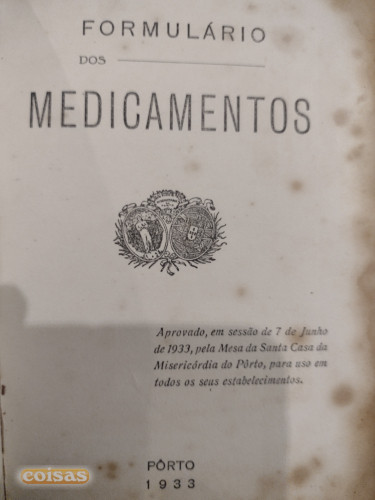 FORMULÁRIO
DOS
MEDICAMENTOS
Aprovado, em sessão de 7 de Junho
de 1933, pela Mesa da Santa Casa da
Misericórdia do Pôrto, para uso em
todos os seus estabelecimentos.
PÔRTO
1933
coisas